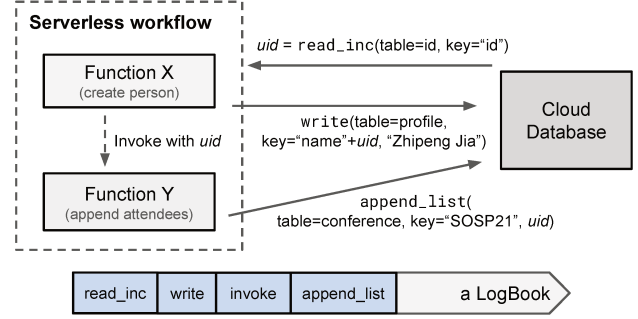 Serverless workflow
uid = read_inc(table=id, key=“id”)
Function X
(create person)
Cloud
Database
write(table=profile,
key=“name”+uid, “Zhipeng Jia”)
Invoke with uid
Function Y
(append attendees)
append_list(
table=conference, key=“SOSP21”, uid)
read_inc write invoke append_list a LogBook